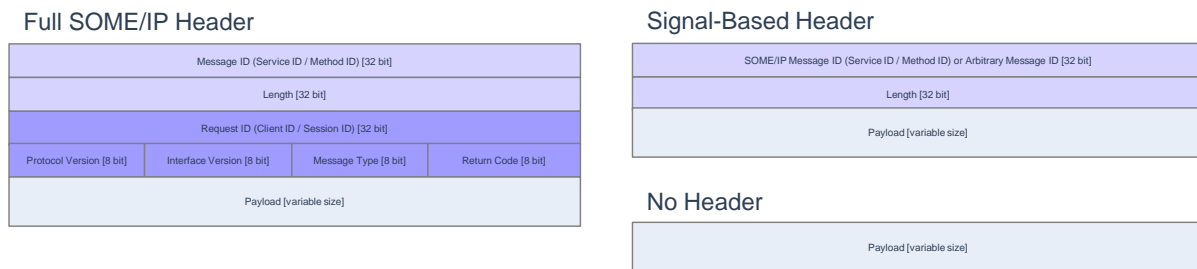 Full SOME/IP Header
Message ID (Service ID / Method ID) [32 bit]
Length [32 bit]
Request ID (Client ID / Session ID) [32 bit]
Protocol Version [8 bit]
Interface Version [8 bit]
Message Type [8 bit]
Return Code [8 bit]
Payload [variable size]
Signal-Based Header
SOME/IP Message ID (Service ID / Method ID) or Arbitrary Message ID [32 bit]
Length [32 bit]
Payload [variable size]
No Header
Payload [variable size]